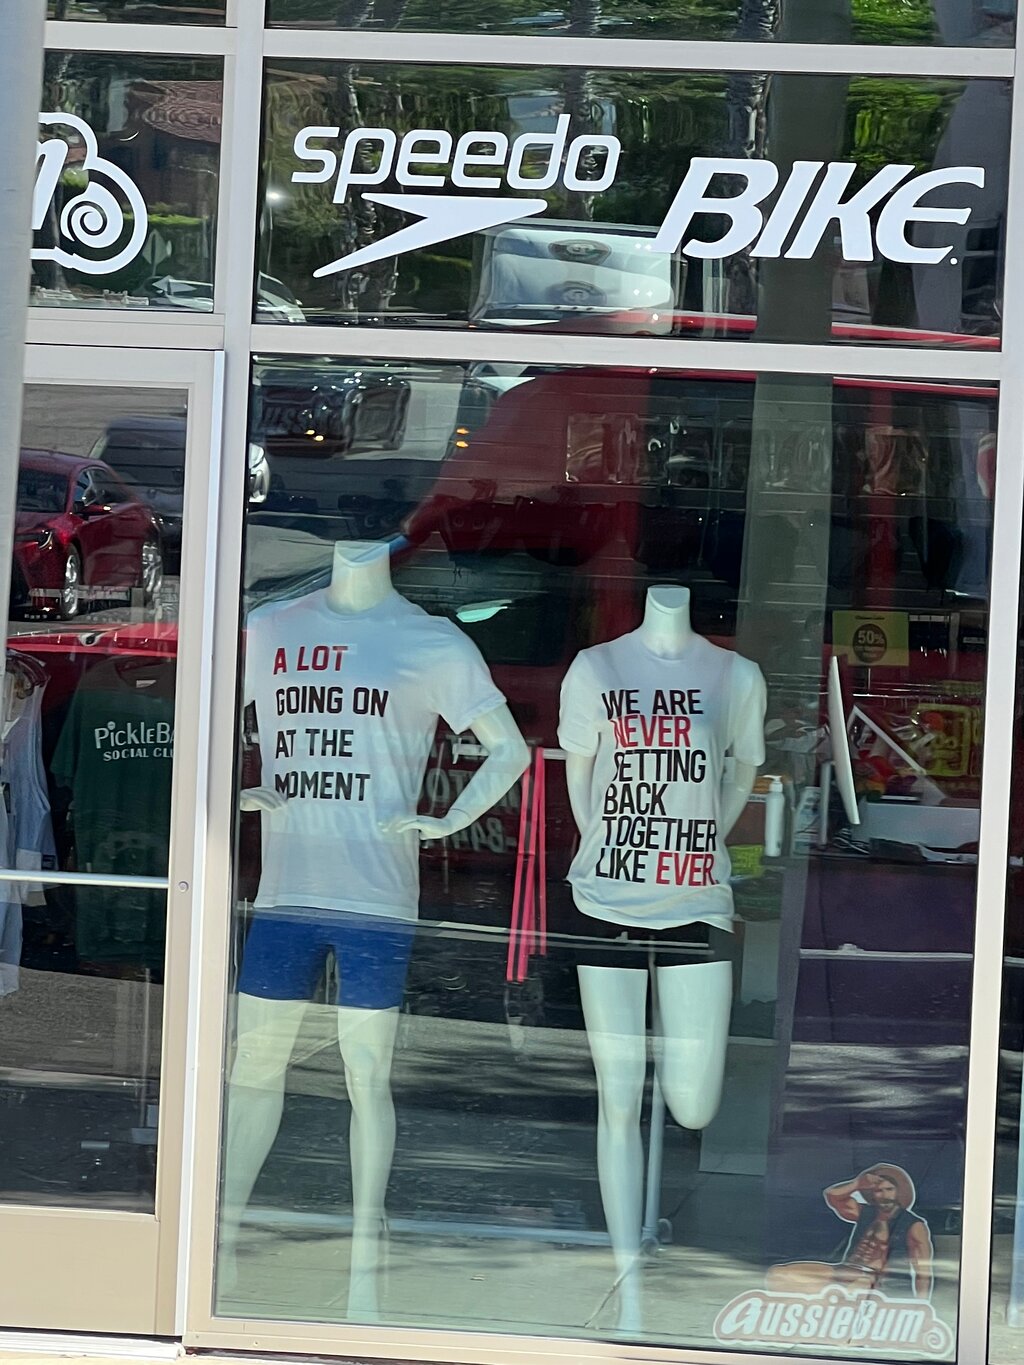 speedo
BIKE
A LOT
GOING ON
AT THE
MOMENT
WE ARE
NEVER
GETTING
BACK
TOGETHER
LIKE EVER.
PICKLEBA
SOCIAL CLU
50%
aussieBum